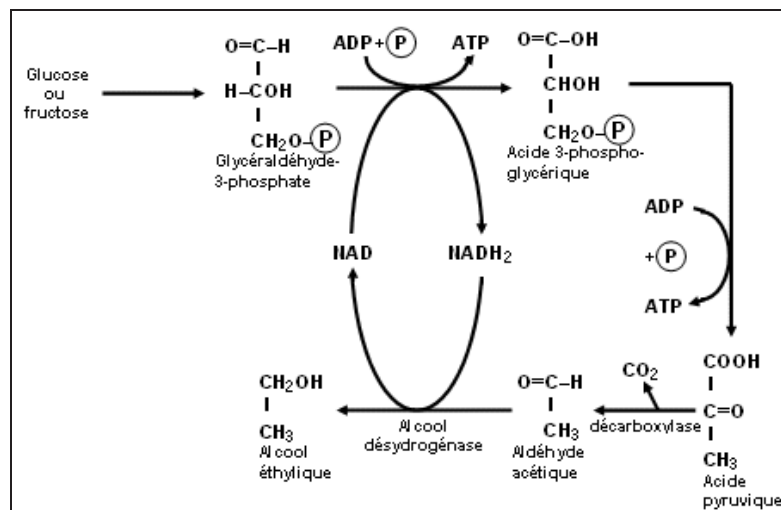 Glucose
ou
fructose
O=C–H
H–COH
CH₂O–P
Glycéraldéhyde-
3-phosphate
ADP+P
ATP
O=C–OH
CHOH
CH₂O–P
Acide 3-phospho-
glycérique
NAD
NADH₂
ADP
+P
ATP
COOH
C=O
CH₃
Acide
pyruvique
CO₂
décarboxylase
O=C–H
CH₃
Aldéhyde
acétique
Alcool
désydrogénase
CH₂OH
CH₃
Alcool
éthylique